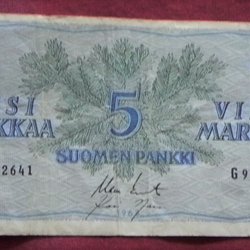 SI 5 VI
KKAA MAR
SUOMEN PANKKI
2641 G9